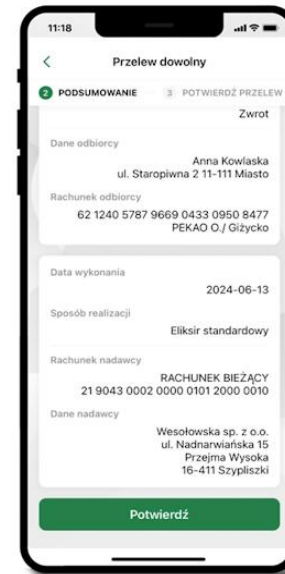 11:18
Przelew dowolny
2 PODSUMOWANIE 3 POTWIERDŹ PRZELEW
Zwrot
Dane odbiorcy
Anna Kowlaska
ul. Staropiwna 2 11-111 Miasto
Rachunek odbiorcy
62 1240 5787 9669 0433 0950 8477
PEKAO O./ Giżycko
Data wykonania
2024-06-13
Sposób realizacji
Eliksir standardowy
Rachunek nadawcy
RACHUNEK BIEŻĄCY
21 9043 0002 0000 0101 2000 0010
Dane nadawcy
Wesołowska sp. z o.o.
ul. Nadnarwiańska 15
Przejma Wysoka
16-411 Szypliszki
Potwierdź